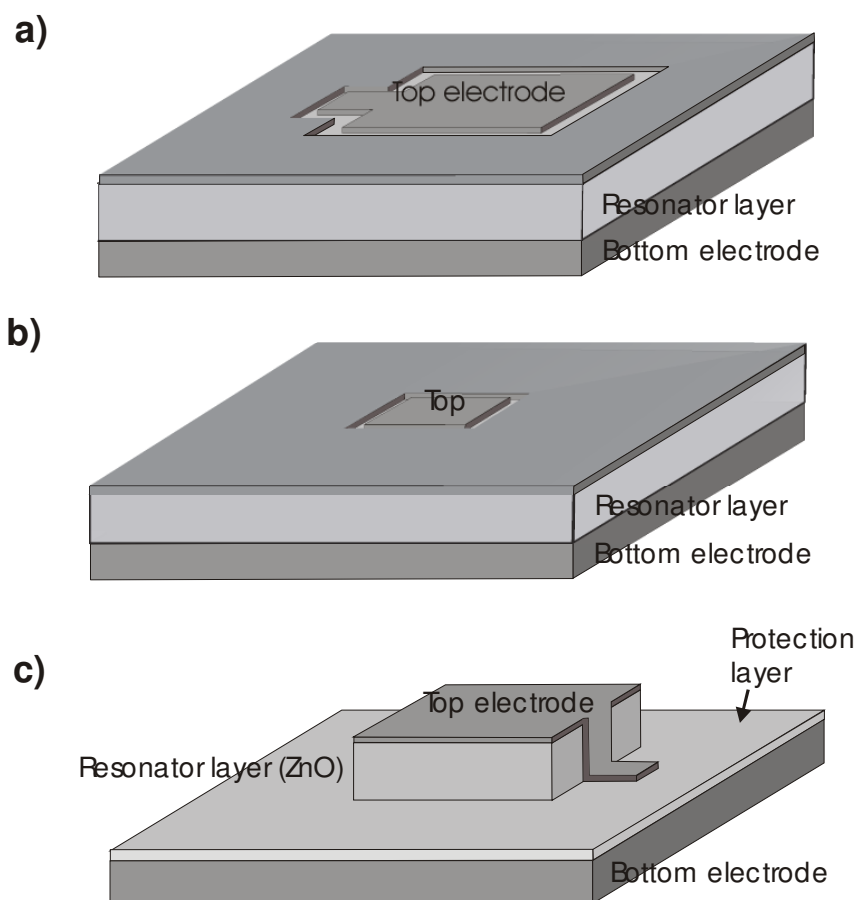 a)
Top electrode
Resonator layer
Bottom electrode
b)
Top
Resonator layer
Bottom electrode
c)
Protection
layer
Top electrode
Resonator layer (ZnO)
Bottom electrode